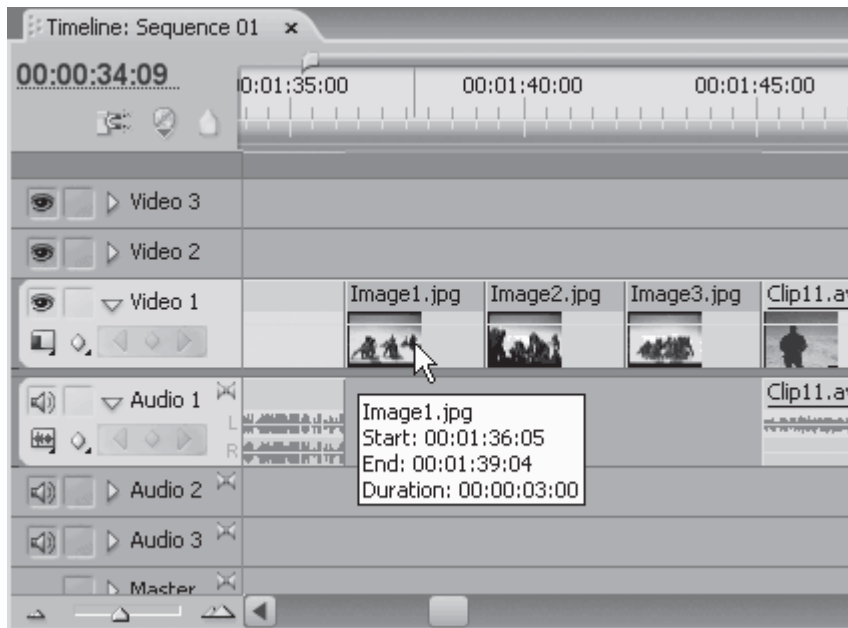 Timeline: Sequence 01 x
00:00:34:09
0:01:35:00 00:01:40:00 00:01:45:00
Video 3
Video 2
Video 1
Image1.jpg Image2.jpg Image3.jpg Clip11.av
Audio 1
L
R
Clip11.av
Image1.jpg
Start: 00:01:36:05
End: 00:01:39:04
Duration: 00:00:03:00
Audio 2
Audio 3
Master